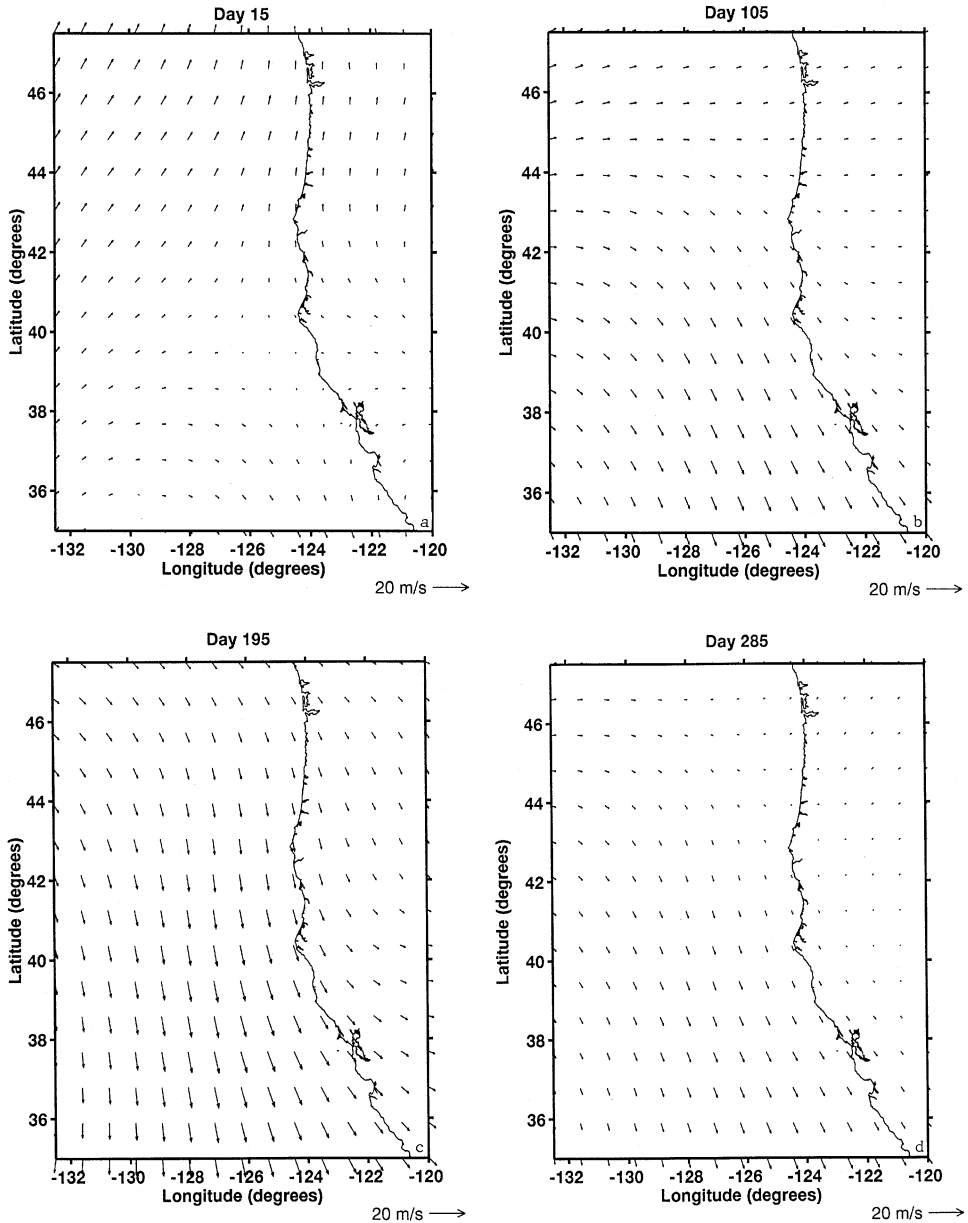 Day 15
46
44
42
40
38
36
Latitude (degrees)
a
-132 -130 -128 -126 -124 -122 -120
Longitude (degrees)
20 m/s
Day 105
46
44
42
40
38
36
Latitude (degrees)
b
-132 -130 -128 -126 -124 -122 -120
Longitude (degrees)
20 m/s
Day 195
46
44
42
40
38
36
Latitude (degrees)
c
-132 -130 -128 -126 -124 -122 -120
Longitude (degrees)
20 m/s
Day 285
46
44
42
40
38
36
Latitude (degrees)
d
-132 -130 -128 -126 -124 -122 -120
Longitude (degrees)
20 m/s